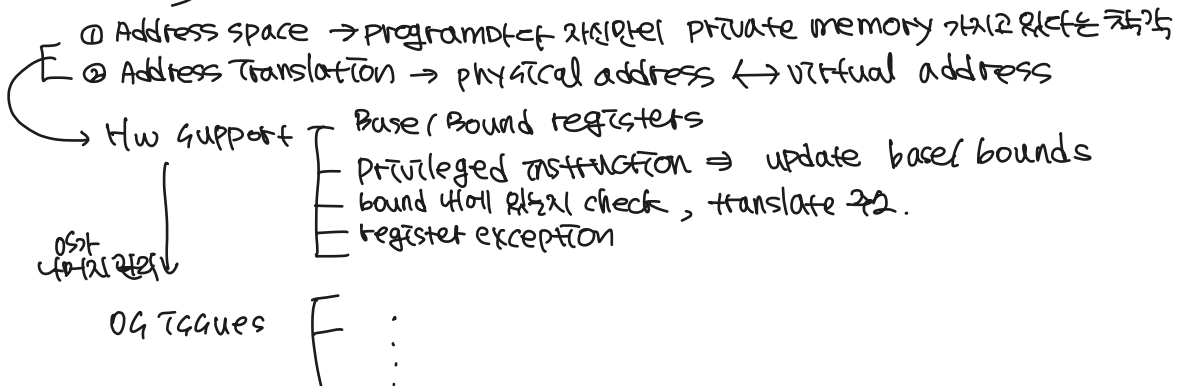 ① Address space → program마다 자신만의 private memory 가지고 있다는 착각
② Address Translation → physical address ↔ virtual address
→ HW support
Base/Bound registers
privileged instruction ⇒ update base/bounds
bound 내에 있는지 check, translate 주소.
register exception
OS가
나머지 관리
OS Issues